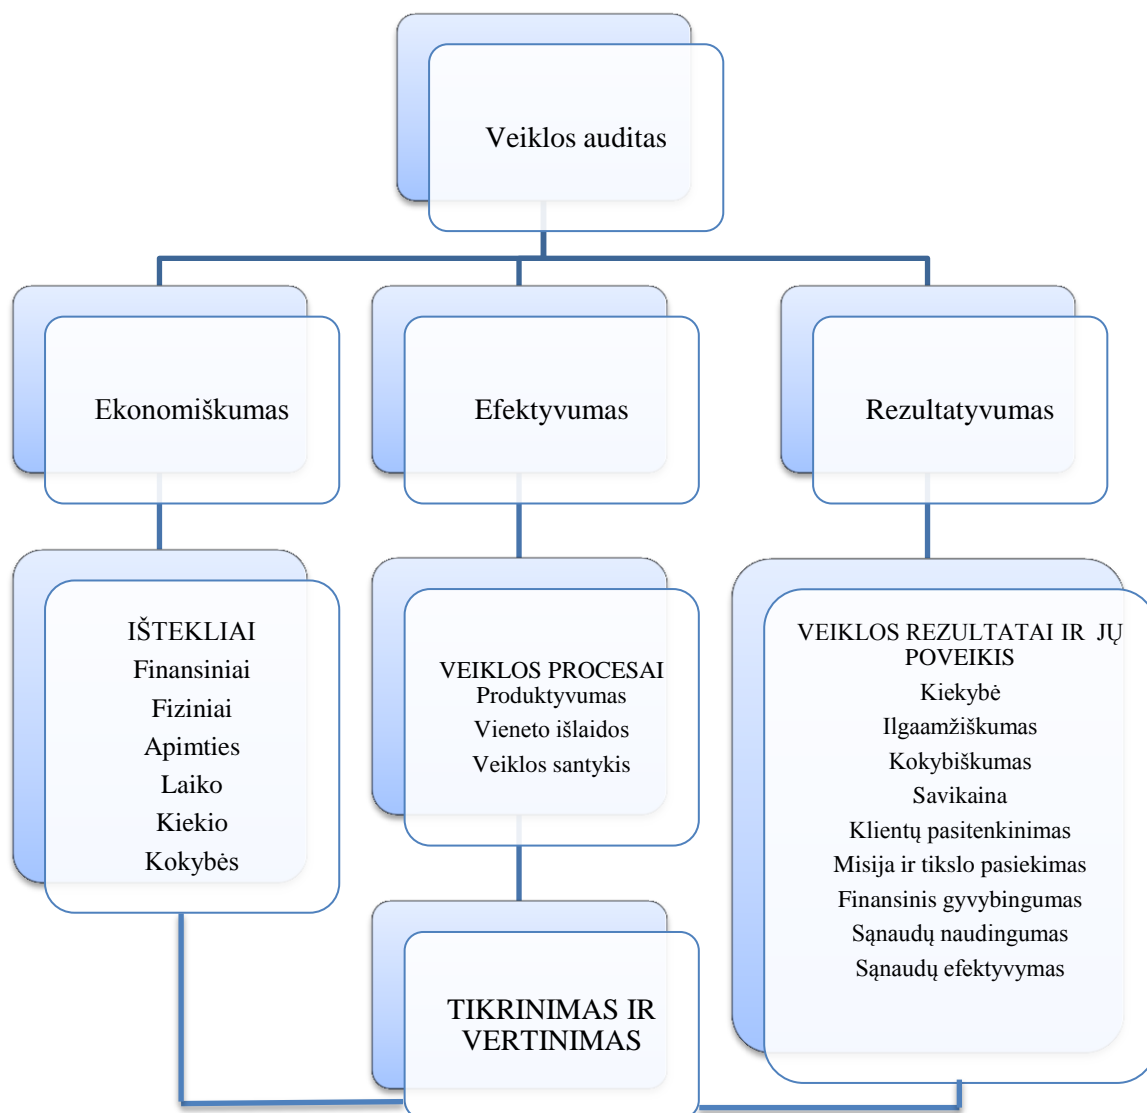 Veiklos auditas
Ekonomiškumas
Efektyvumas
Rezultatyvumas
IŠTEKLIAI
Finansiniai
Fiziniai
Apimties
Laiko
Kiekio
Kokybės
VEIKLOS PROCESAI
Produktyvumas
Vieneto išlaidos
Veiklos santykis
VEIKLOS REZULTATAI IR JŲ
POVEIKIS
Kiekybė
Ilgaamžiškumas
Kokybiškumas
Savikaina
Klientų pasitenkinimas
Misija ir tikslo pasiekimas
Finansinis gyvybingumas
Sąnaudų naudingumas
Sąnaudų efektyvymas
TIKRINIMAS IR
VERTINIMAS